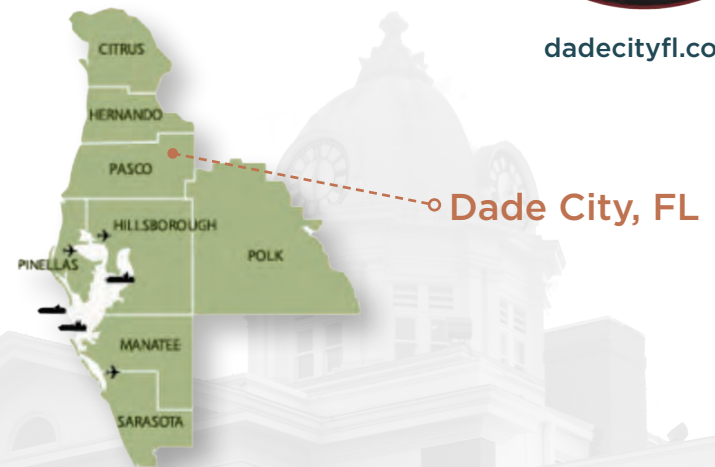 dadecityfl.co
CITRUS
HERNANDO
PASCO
Dade City, FL
HILLSBOROUGH
POLK
PINELLAS
MANATEE
SARASOTA